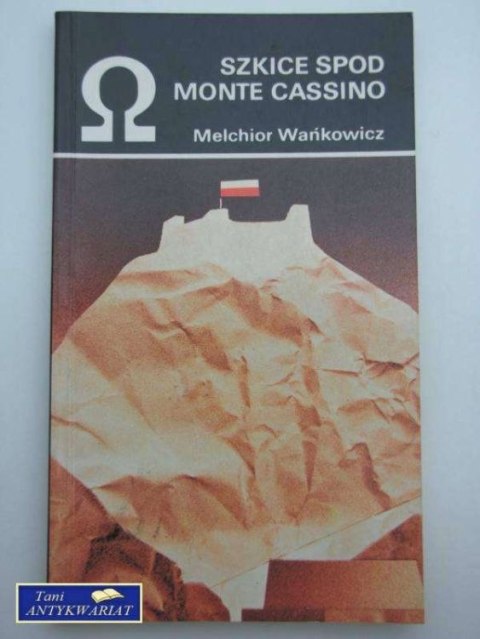 Ω
SZKICE SPOD
MONTE CASSINO
Melchior Wańkowicz
Tani
ANTYKWARIAT